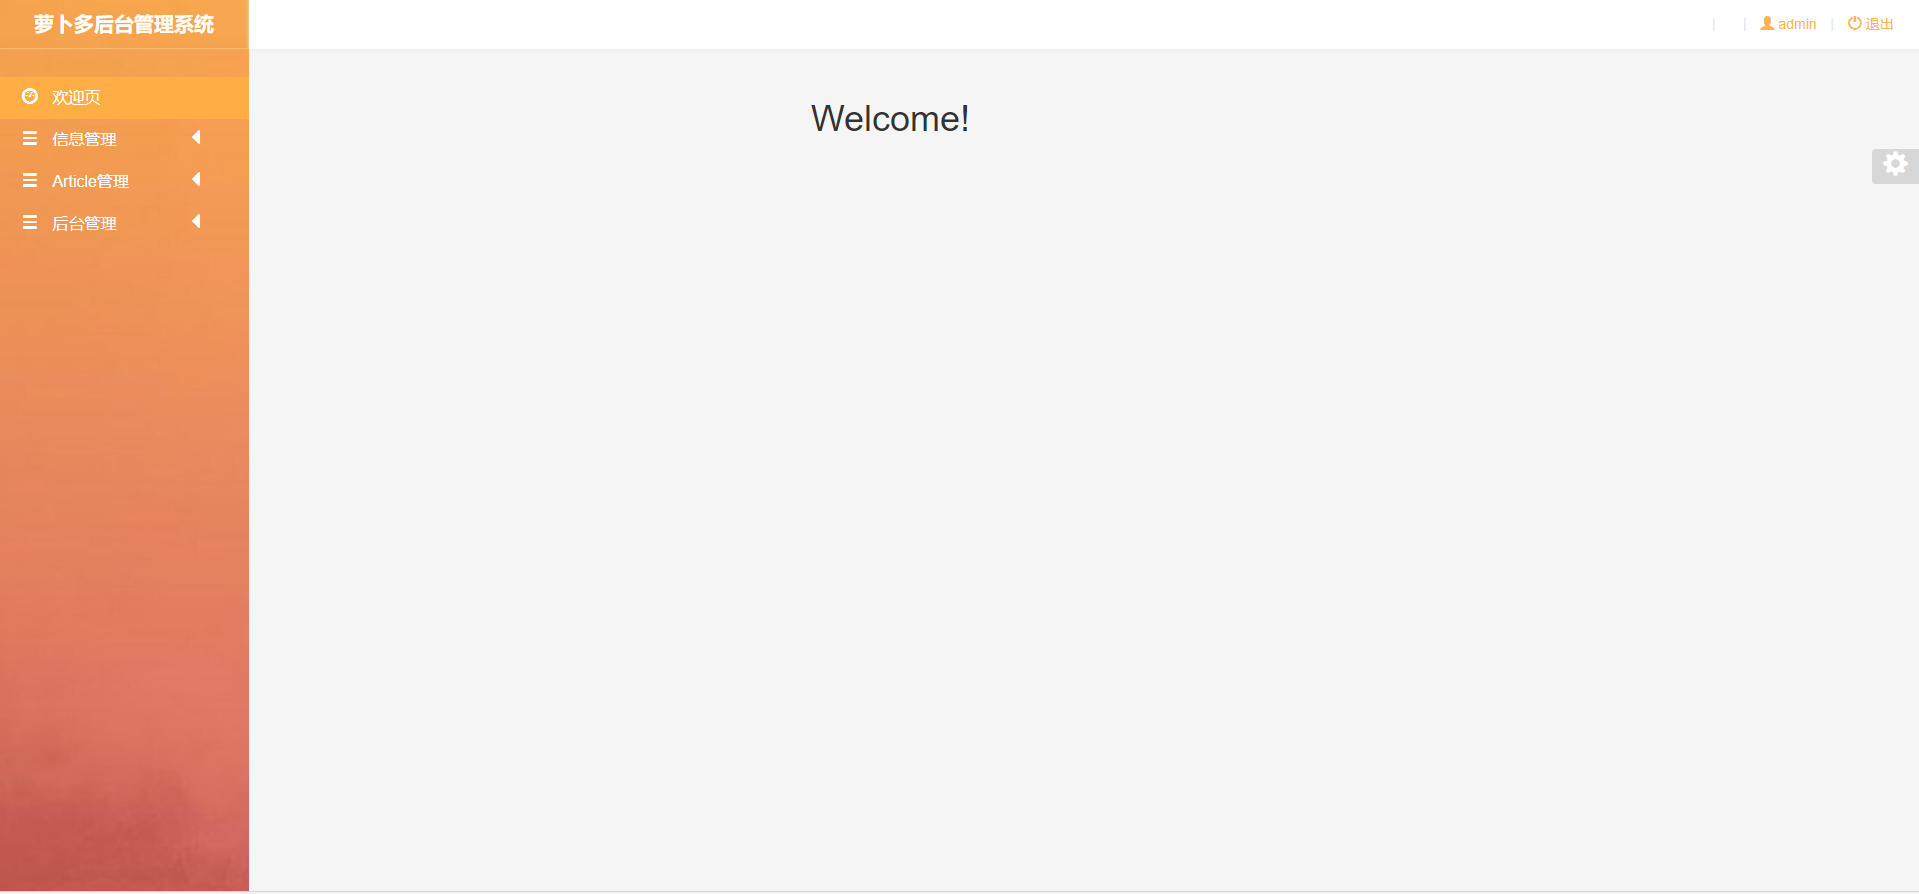 萝卜多后台管理系统
| | admin | 退出
欢迎页
信息管理
Article管理
后台管理
Welcome!